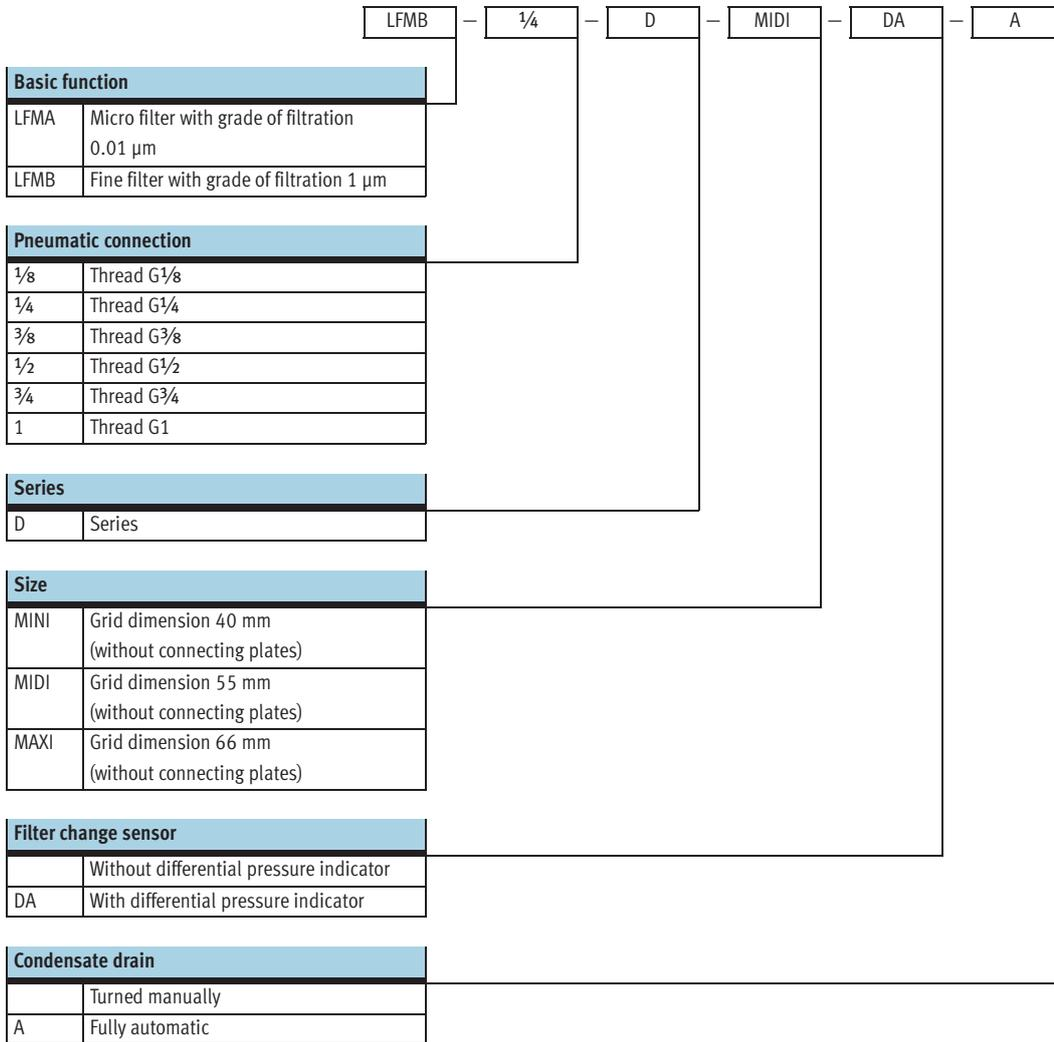 LFMB – ¼ – D – MIDI – DA – A
Basic function
LFMA Micro filter with grade of filtration
0.01 µm
LFMB Fine filter with grade of filtration 1 µm
Pneumatic connection
⅛ Thread G⅛
¼ Thread G¼
⅜ Thread G⅜
½ Thread G½
¾ Thread G¾
1 Thread G1
Series
D Series
Size
MINI Grid dimension 40 mm
(without connecting plates)
MIDI Grid dimension 55 mm
(without connecting plates)
MAXI Grid dimension 66 mm
(without connecting plates)
Filter change sensor
Without differential pressure indicator
DA With differential pressure indicator
Condensate drain
Turned manually
A Fully automatic